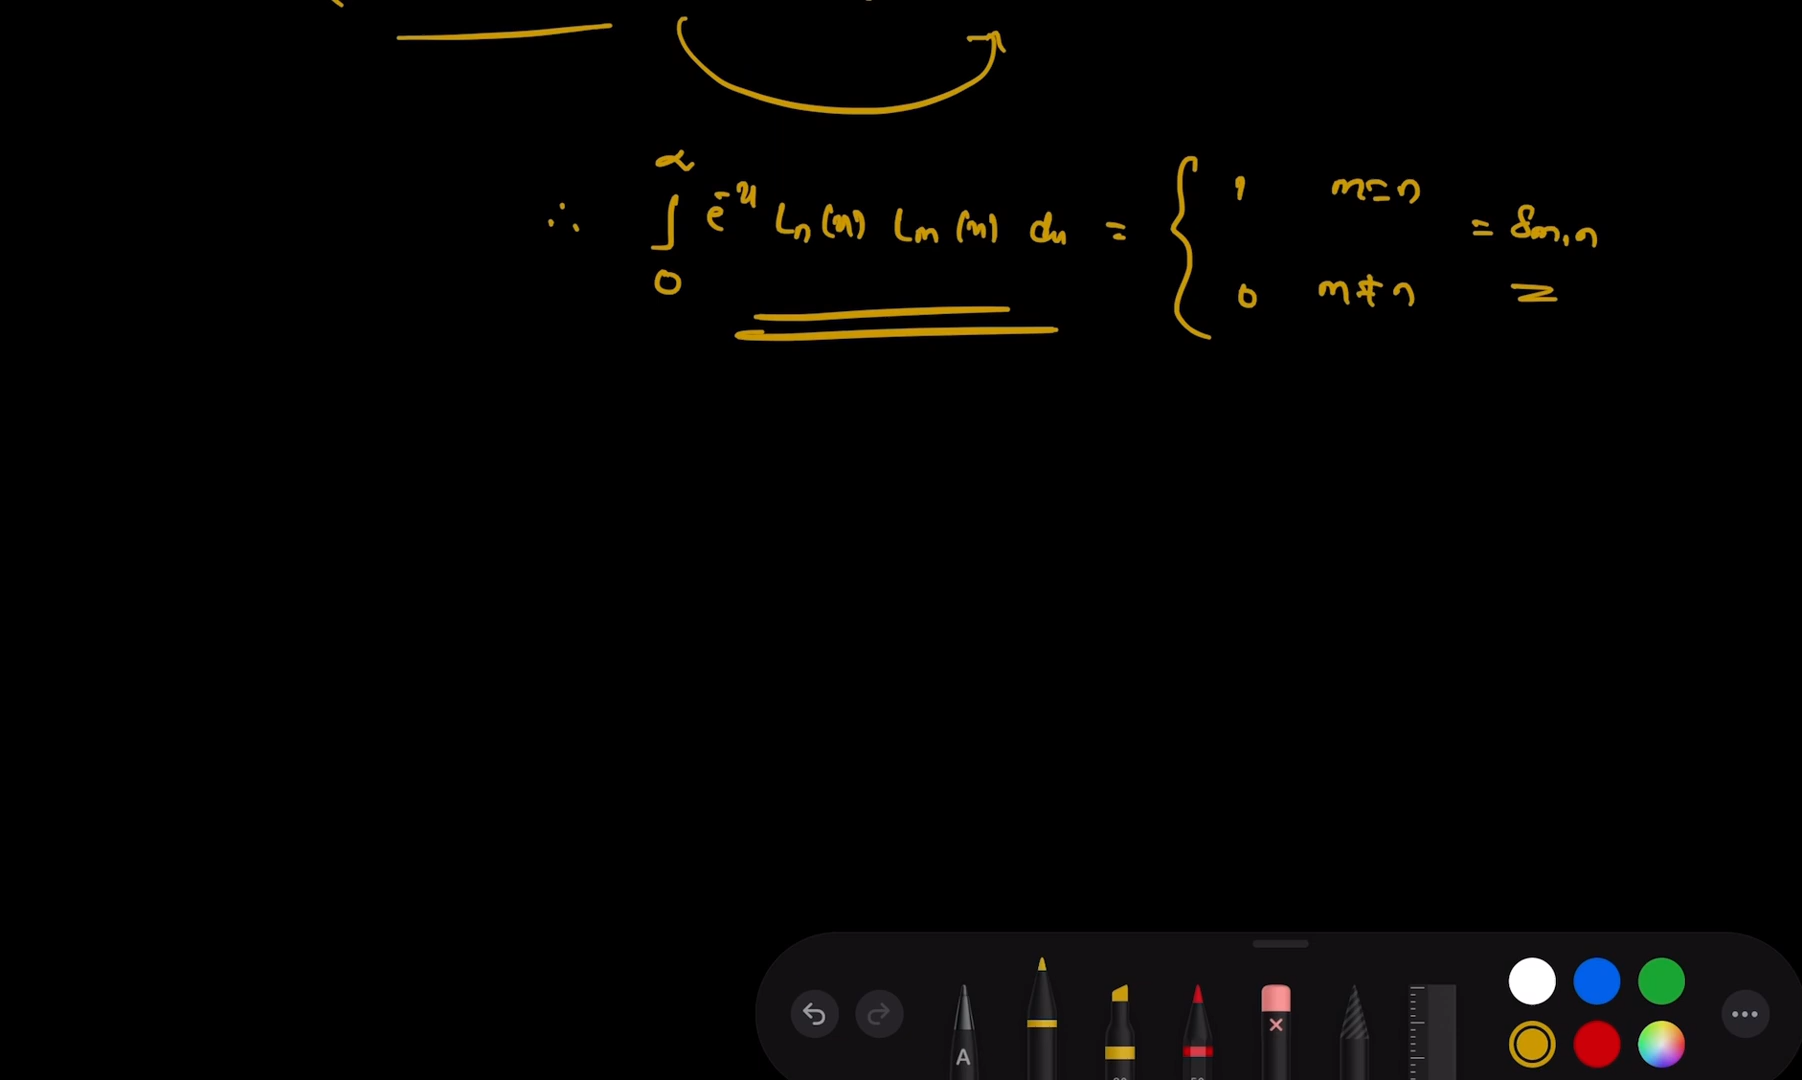 ∴ ∫₀^∞ e^{-x} Lₙ(x) Lₘ(x) dx = { 1 m=n = δₘ,ₙ
0 m≠n
A